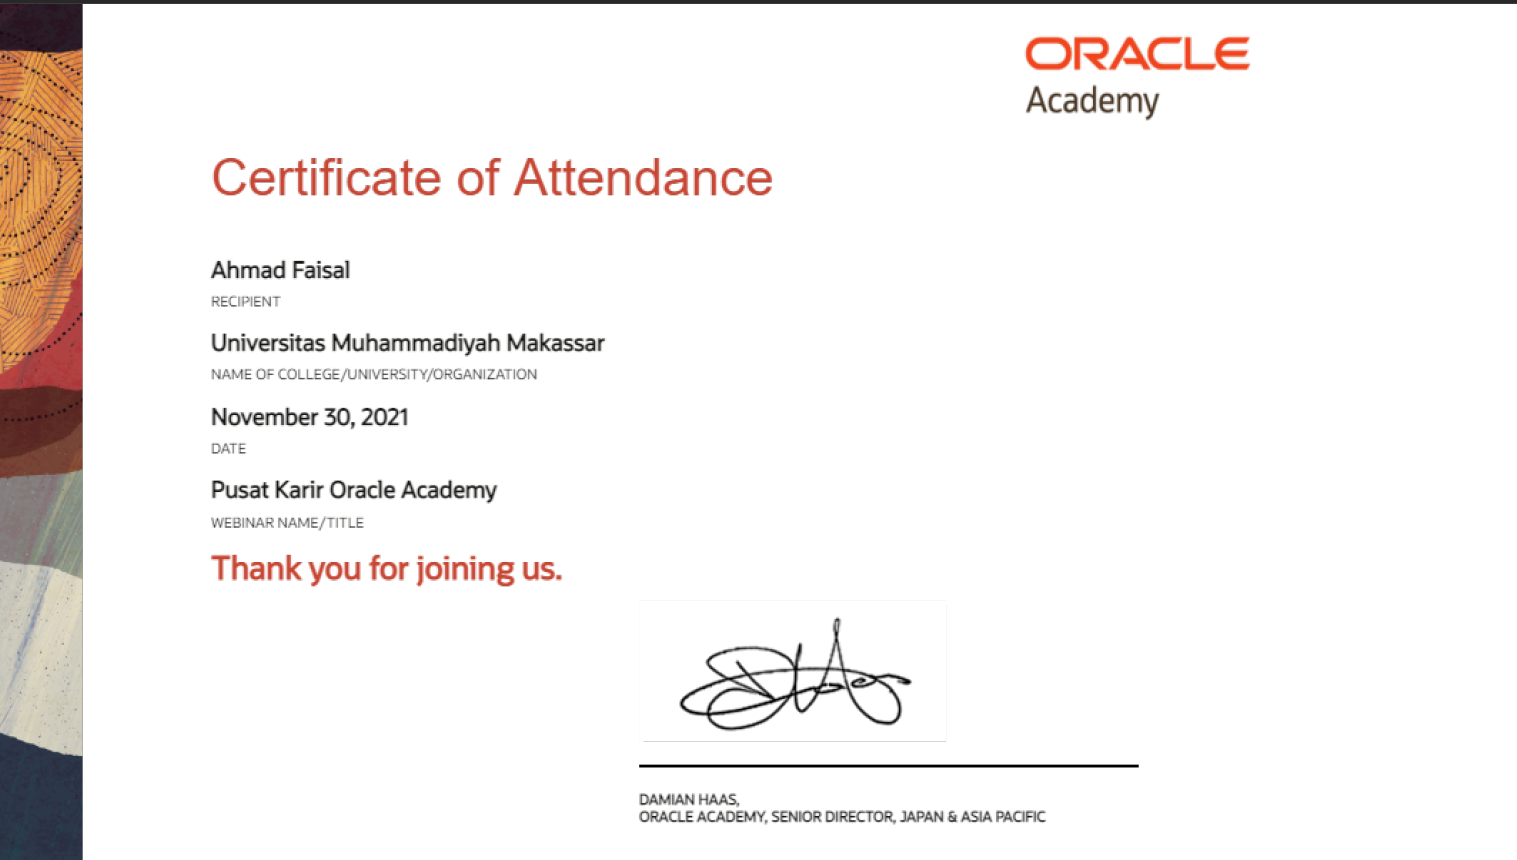 ORACLE
Academy
Certificate of Attendance
Ahmad Faisal
RECIPIENT
Universitas Muhammadiyah Makassar
NAME OF COLLEGE/UNIVERSITY/ORGANIZATION
November 30, 2021
DATE
Pusat Karir Oracle Academy
WEBINAR NAME/TITLE
Thank you for joining us.
DAMIAN HAAS,
ORACLE ACADEMY, SENIOR DIRECTOR, JAPAN & ASIA PACIFIC